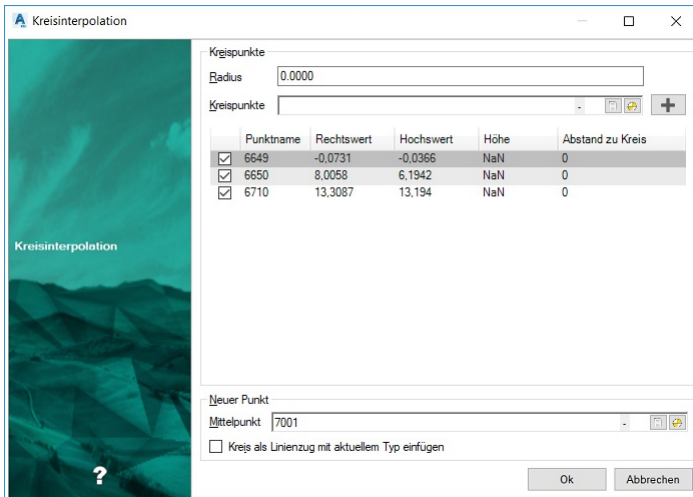 Kreisinterpolation
Kreispunkte
Radius 0.0000
Kreispunkte
Punktname Rechtswert Hochswert Höhe Abstand zu Kreis
6649 -0,0731 -0,0366 NaN 0
6650 8,0058 6,1942 NaN 0
6710 13,3087 13,194 NaN 0
Kreisinterpolation
Neuer Punkt
Mittelpunkt 7001
Kreis als Linienzug mit aktuellem Typ einfügen
?
Ok Abbrechen